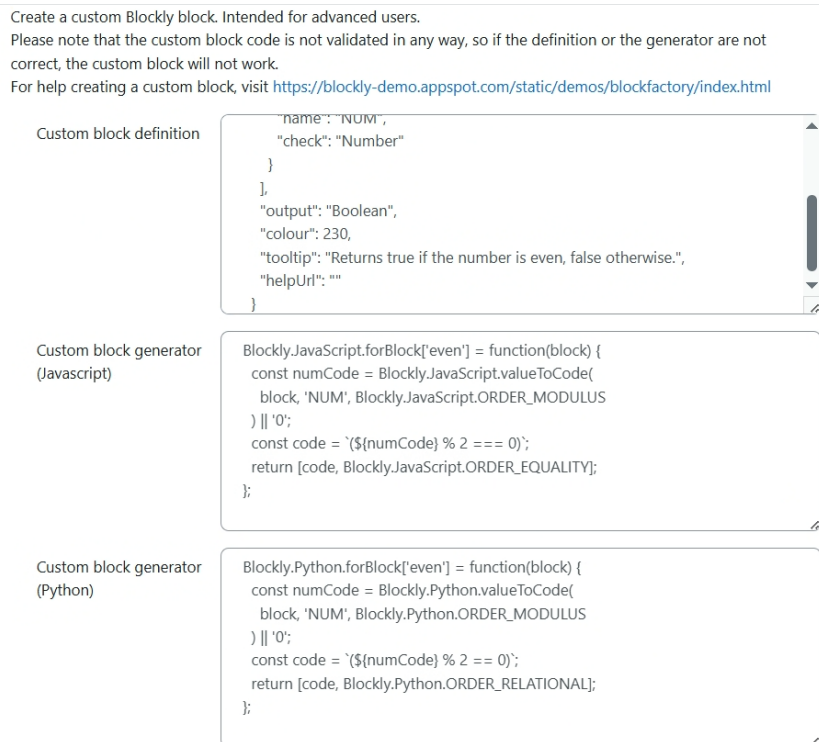 Create a custom Blockly block. Intended for advanced users.
Please note that the custom block code is not validated in any way, so if the definition or the generator are not
correct, the custom block will not work.
For help creating a custom block, visit https://blockly-demo.appspot.com/static/demos/blockfactory/index.html
Custom block definition
"name": "NUM",
"check": "Number"
}
],
"output": "Boolean",
"colour": 230,
"tooltip": "Returns true if the number is even, false otherwise.",
"helpUrl": ""
}
Custom block generator
(Javascript)
Blockly.JavaScript.forBlock['even'] = function(block) {
const numCode = Blockly.JavaScript.valueToCode(
block, 'NUM', Blockly.JavaScript.ORDER_MODULUS
) || '0';
const code = `(${numCode} % 2 === 0)`;
return [code, Blockly.JavaScript.ORDER_EQUALITY];
};
Custom block generator
(Python)
Blockly.Python.forBlock['even'] = function(block) {
const numCode = Blockly.Python.valueToCode(
block, 'NUM', Blockly.Python.ORDER_MODULUS
) || '0';
const code = `(${numCode} % 2 == 0)`;
return [code, Blockly.Python.ORDER_RELATIONAL];
};